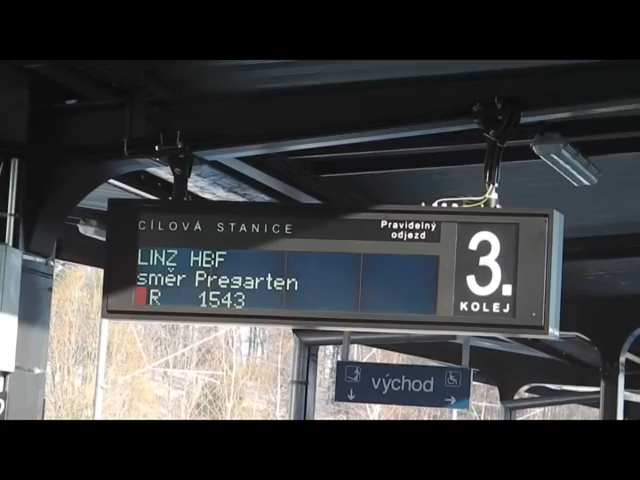 CÍLOVÁ STANICE
Pravidelný
odjezd
LINZ HBF
směr Pregarten
R 1543
3.
KOLEJ
východ